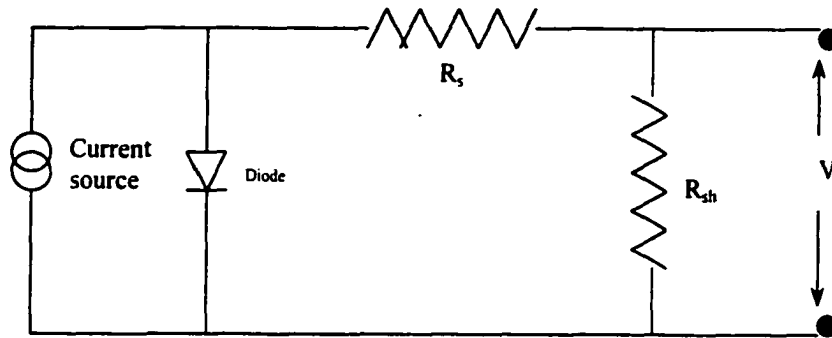 R_s
Current
source
Diode
R_sh
V